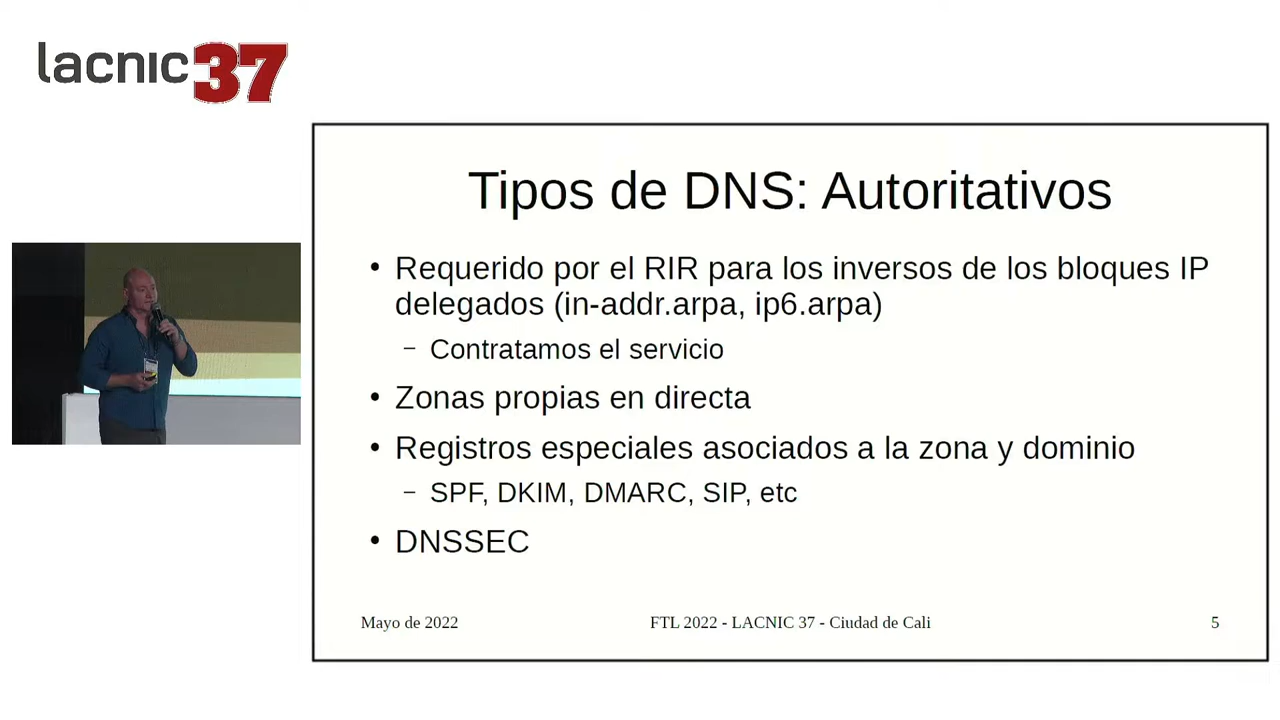 lacnic37
Tipos de DNS: Autoritativos
• Requerido por el RIR para los inversos de los bloques IP
delegados (in-addr.arpa, ip6.arpa)
– Contratamos el servicio
• Zonas propias en directa
• Registros especiales asociados a la zona y dominio
– SPF, DKIM, DMARC, SIP, etc
• DNSSEC
Mayo de 2022
FTL 2022 - LACNIC 37 - Ciudad de Cali
5